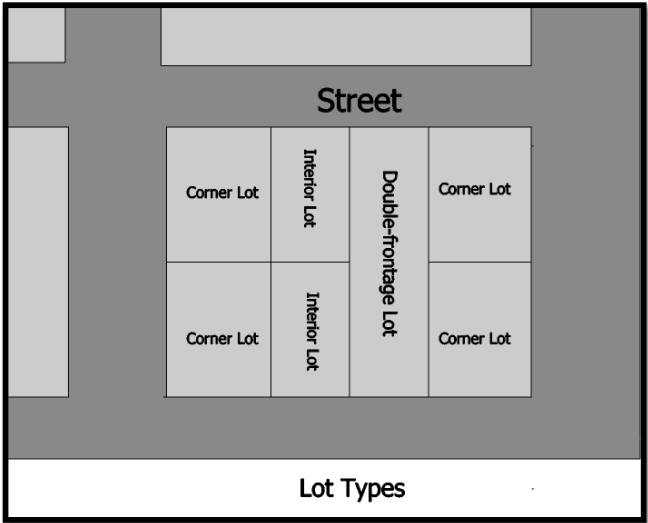 Street
Corner Lot
Interior Lot
Double-frontage Lot
Corner Lot
Corner Lot
Interior Lot
Corner Lot
Lot Types